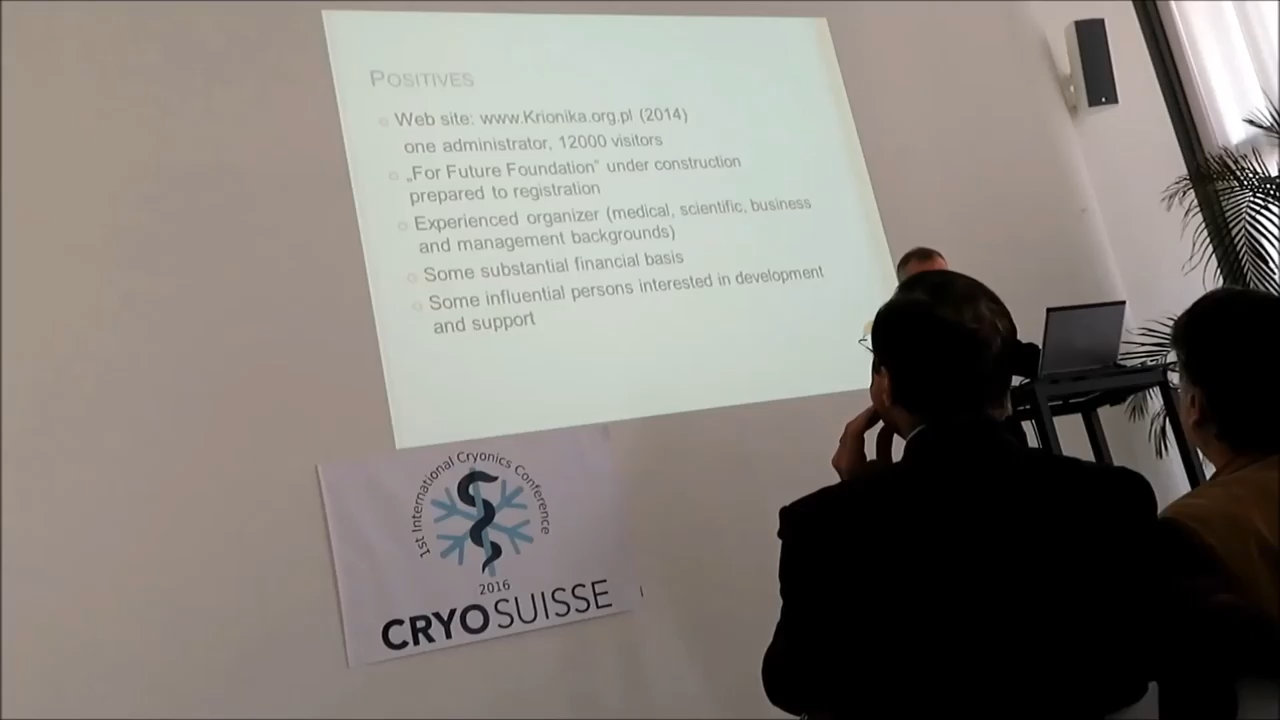 POSITIVES
Web site: www.Krionika.org.pl (2014)
one administrator, 12000 visitors
„For Future Foundation” under construction
prepared to registration
Experienced organizer (medical, scientific, business
and management backgrounds)
Some substantial financial basis
Some influential persons interested in development
and support
1st International Cryonics Conference
2016
CRYOSUISSE